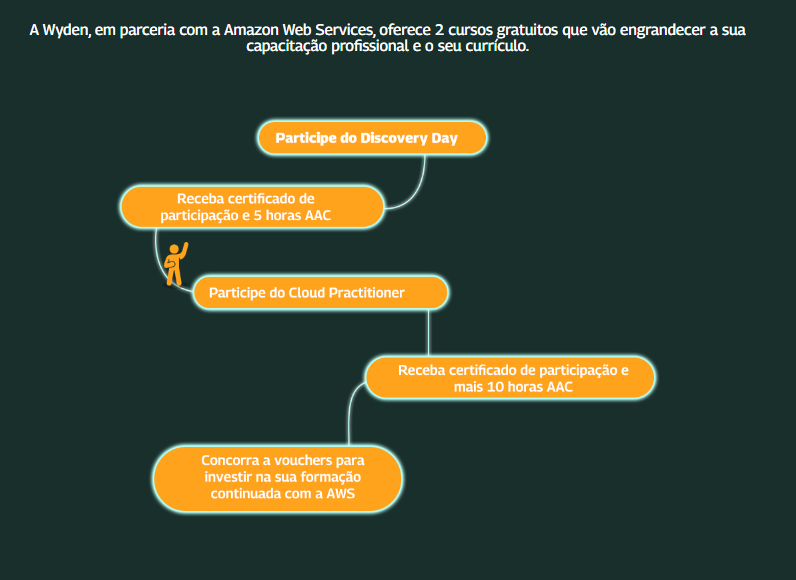 A Wyden, em parceria com a Amazon Web Services, oferece 2 cursos gratuitos que vão engrandecer a sua
capacitação profissional e o seu currículo.
Participe do Discovery Day
Receba certificado de
participação e 5 horas AAC
Participe do Cloud Practitioner
Receba certificado de participação e
mais 10 horas AAC
Concorra a vouchers para
investir na sua formação
continuada com a AWS